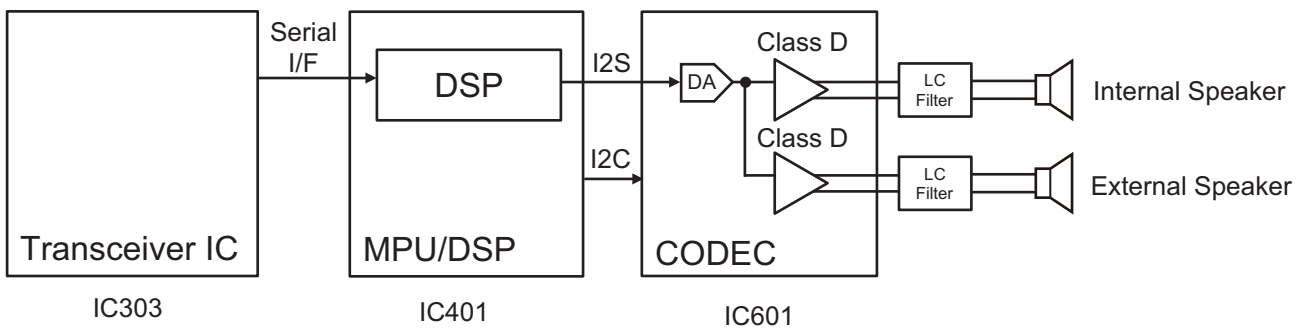 Serial
I/F
DSP
I2S
I2C
DA
Class D
Class D
LC
Filter
LC
Filter
Internal Speaker
External Speaker
Transceiver IC
MPU/DSP
CODEC
IC303
IC401
IC601